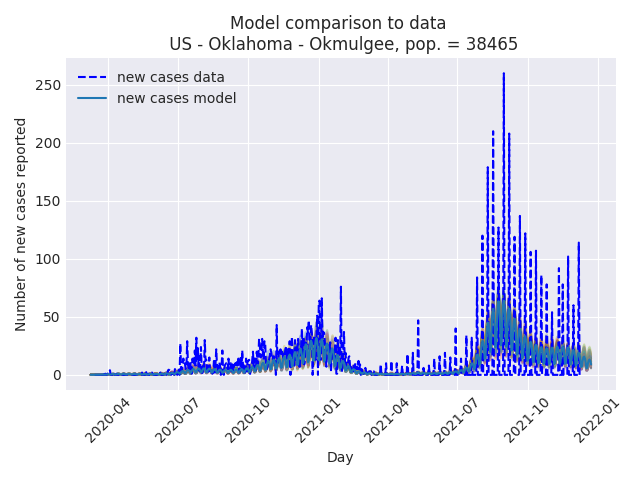 Model comparison to data
US - Oklahoma - Okmulgee, pop. = 38465
new cases data
new cases model
Number of new cases reported
250
200
150
100
50
0
2020-04
2020-07
2020-10
2021-01
2021-04
2021-07
2021-10
2022-01
Day